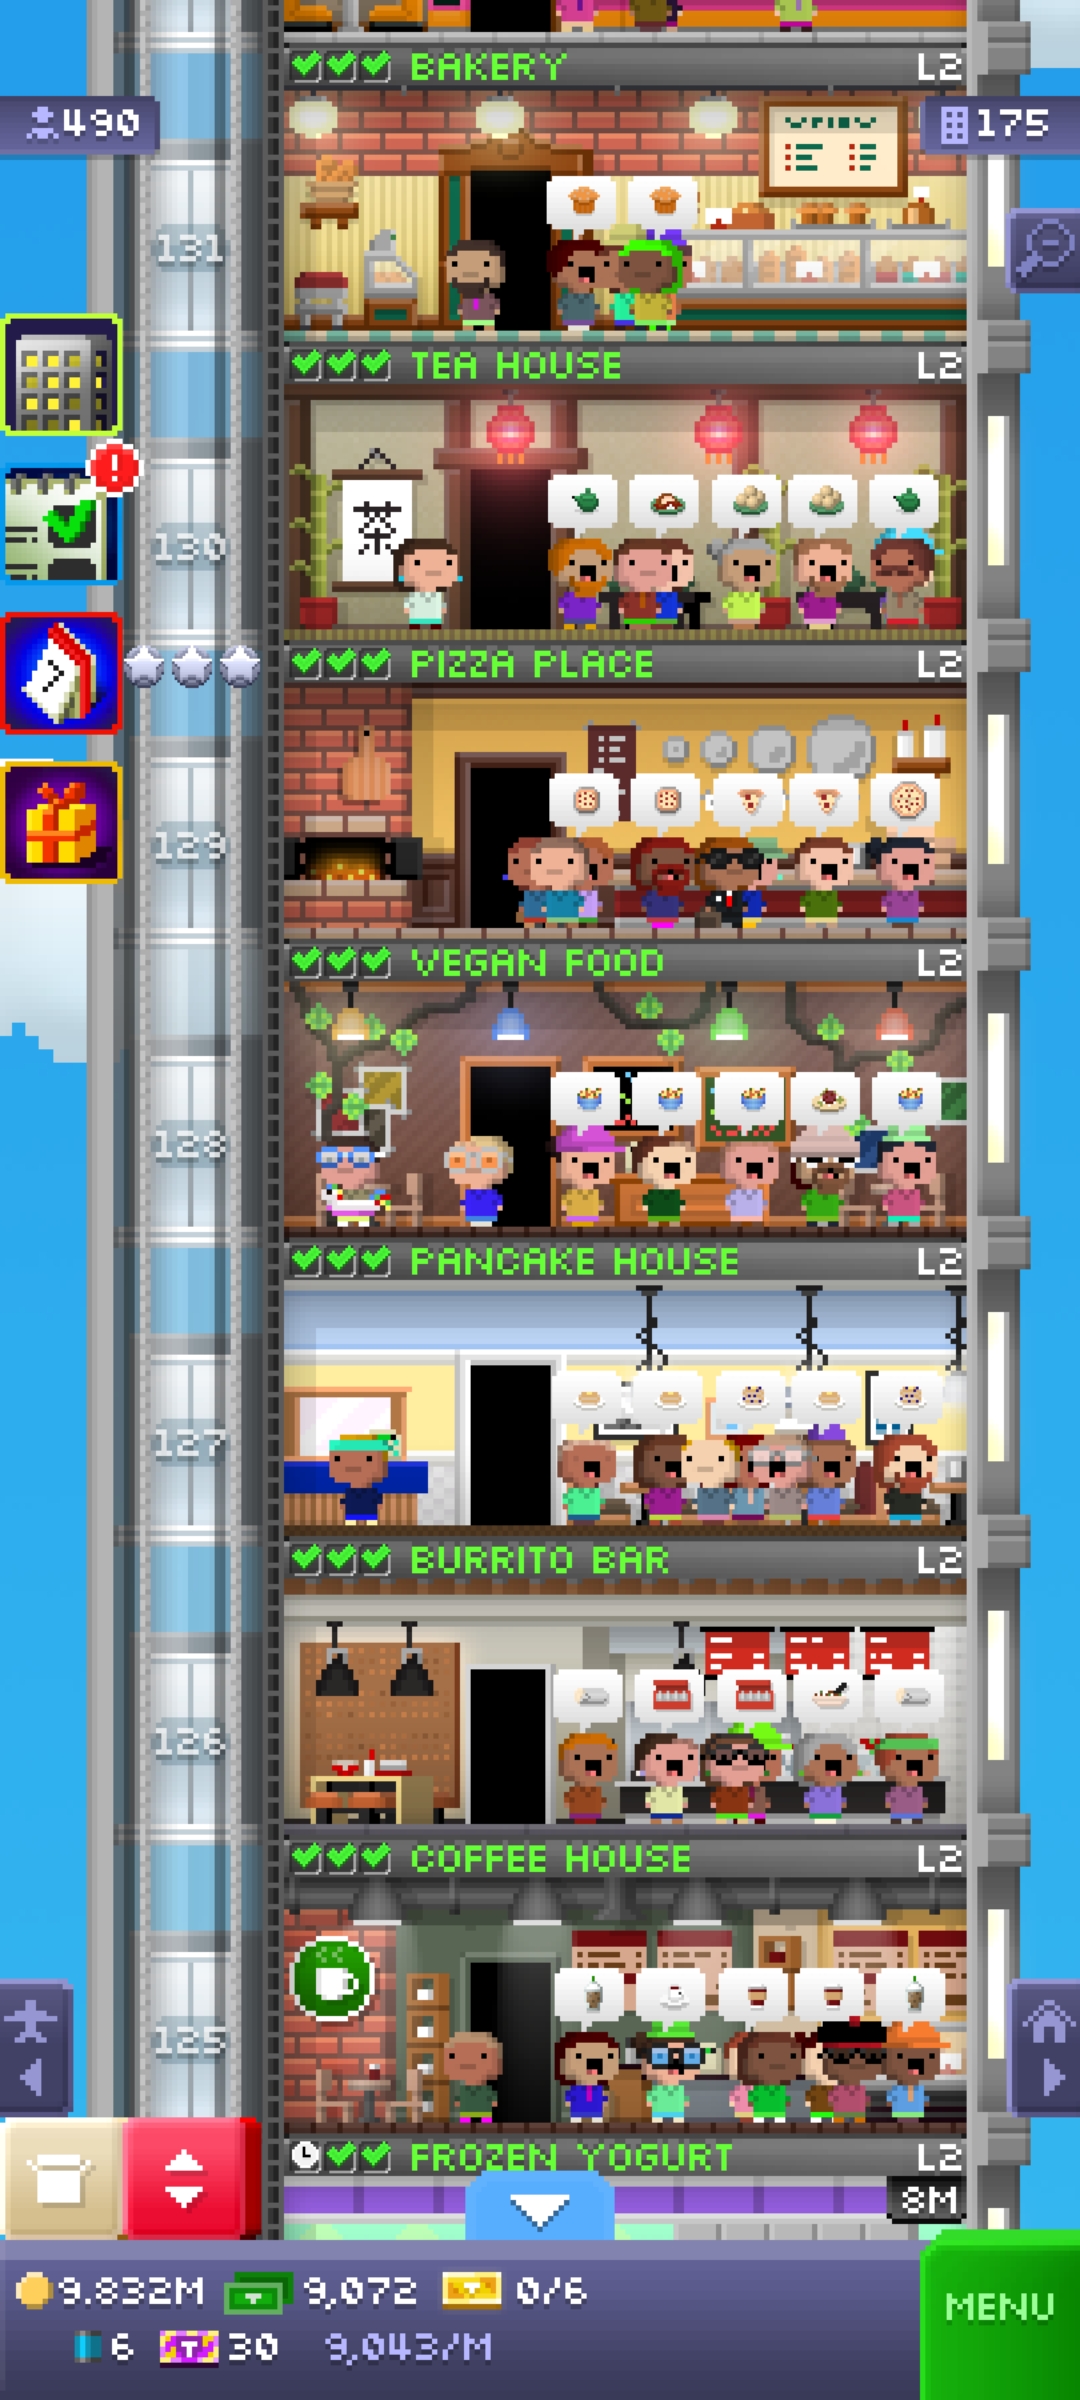 BAKERY L2
490
175
MENU
131
TEA HOUSE L2
茶
130
PIZZA PLACE L2
7
129
VEGAN FOOD L2
128
PANCAKE HOUSE L2
127
BURRITO BAR L2
126
COFFEE HOUSE L2
125
FROZEN YOGURT L2
8M
9.832M 9,072 0/6
MENU
6 T 30 9,043/M